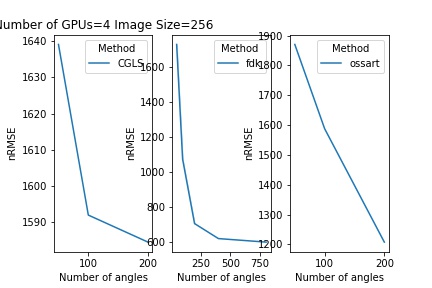 Number of GPUs=4 Image Size=256
Method
CGLS
nRMSE
1640
1630
1620
1610
1600
1590
100
200
Number of angles
Method
fdk
nRMSE
1600
1400
1200
1000
800
600
250
500
750
Number of angles
Method
ossart
nRMSE
1900
1800
1700
1600
1500
1400
1300
1200
100
200
Number of angles